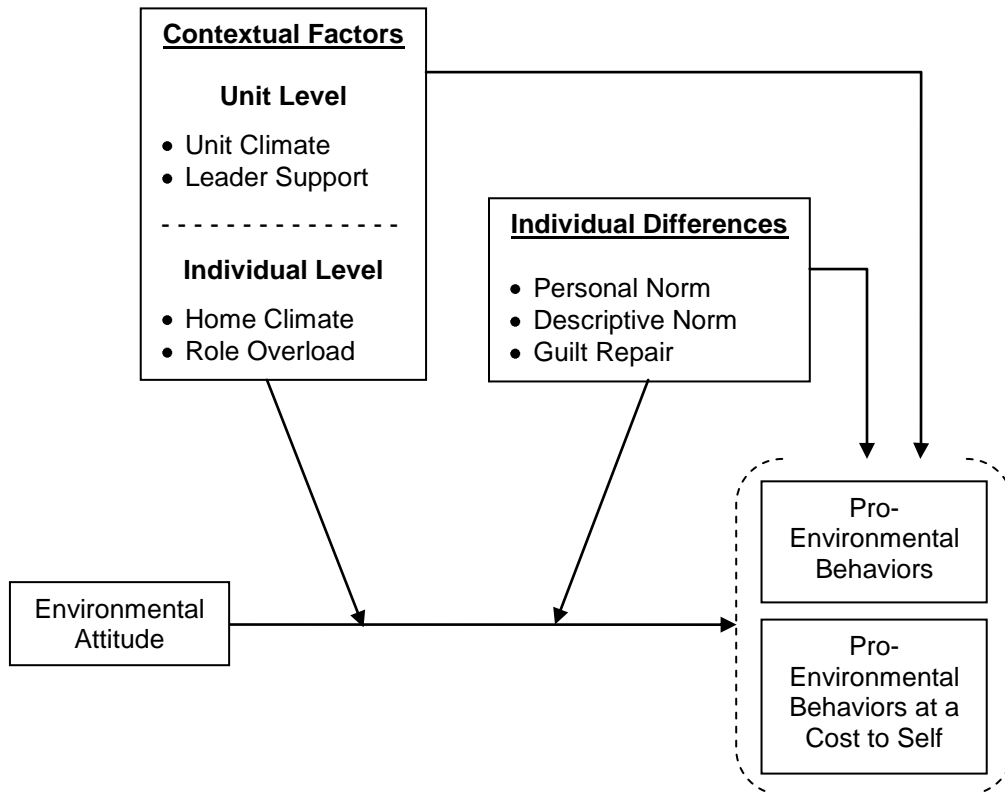 Contextual Factors
Unit Level
• Unit Climate
• Leader Support
Individual Level
• Home Climate
• Role Overload
Individual Differences
• Personal Norm
• Descriptive Norm
• Guilt Repair
Environmental
Attitude
Pro-
Environmental
Behaviors
Pro-
Environmental
Behaviors at a
Cost to Self